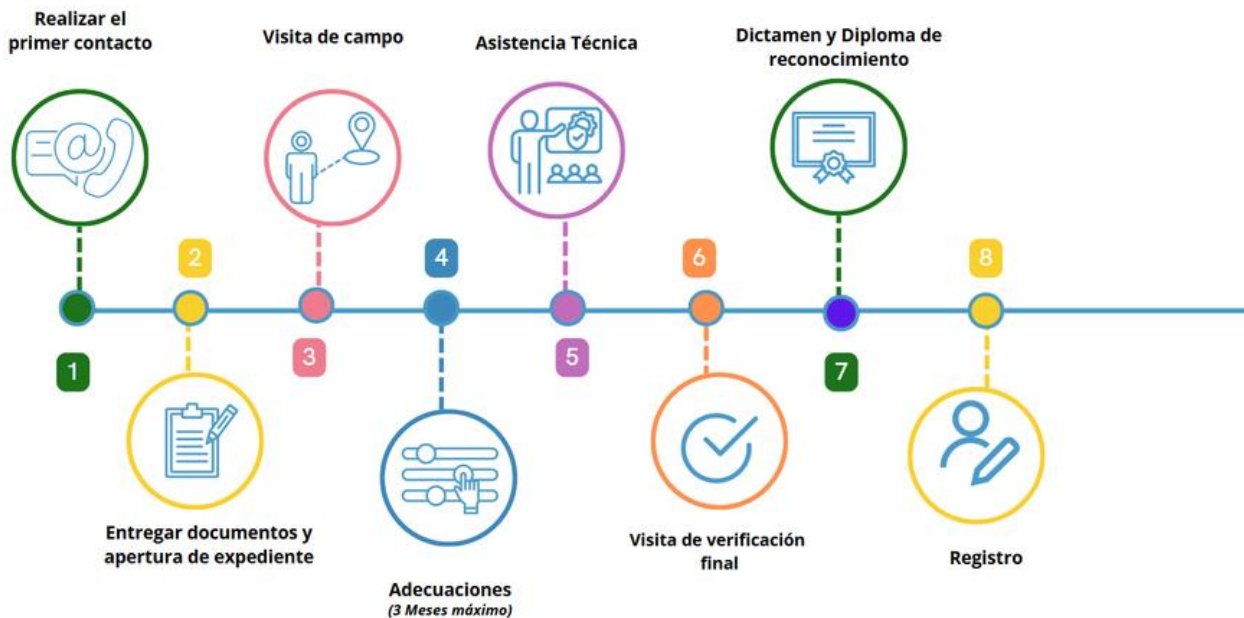 Realizar el
primer contacto
1
2
Entregar documentos y
apertura de expediente
Visita de campo
3
4
Adecuaciones
(3 Meses máximo)
Asistencia Técnica
5
6
Visita de verificación
final
Dictamen y Diploma de
reconocimiento
7
8
Registro